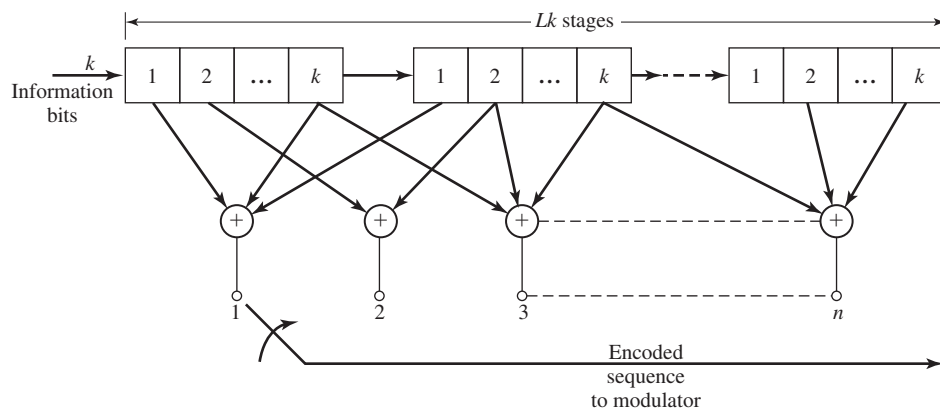 Lk stages
k
Information
bits
1 2 ... k
1 2 ... k
1 2 ... k
+ + + +
1 2 3 n
Encoded
sequence
to modulator